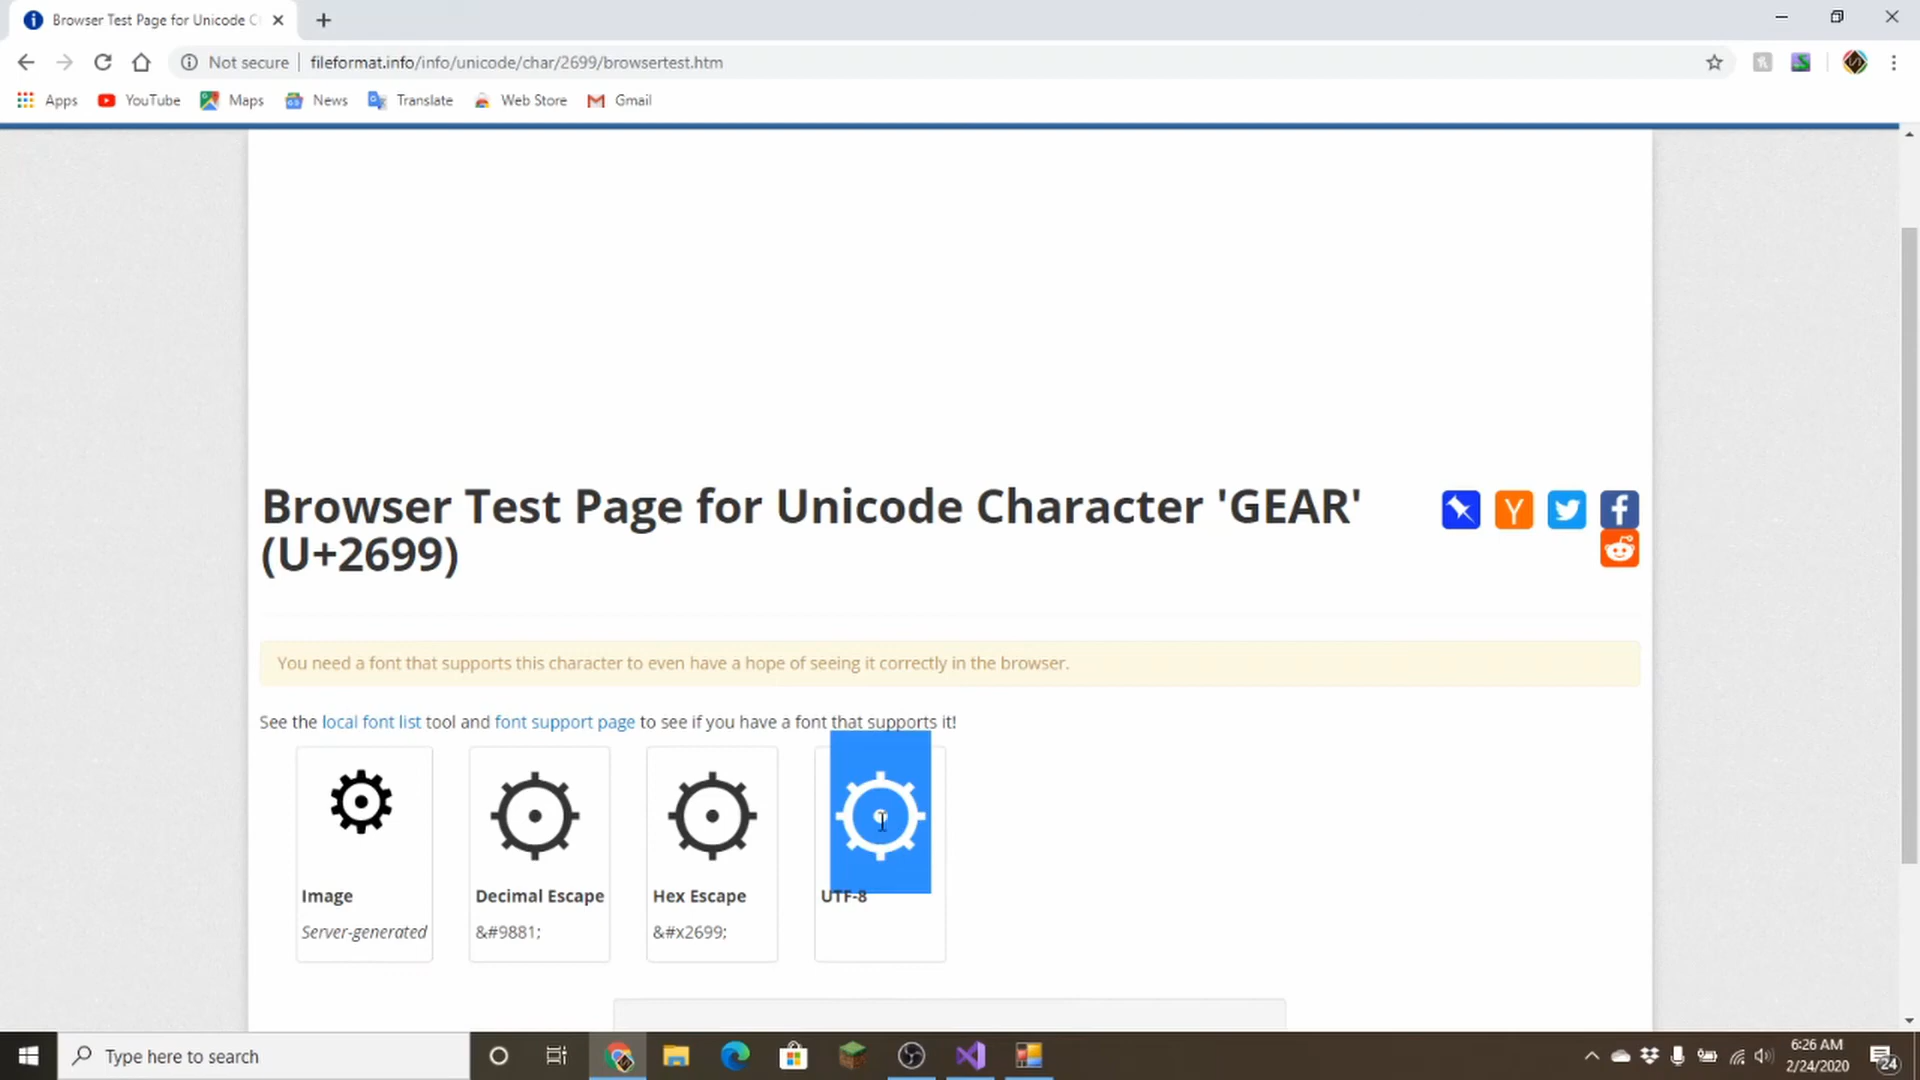 Browser Test Page for Unicode C
Not secure
fileformat.info/info/unicode/char/2699/browsertest.htm
Apps
YouTube
Maps
News
Translate
Web Store
Gmail
Browser Test Page for Unicode Character 'GEAR'
(U+2699)
You need a font that supports this character to even have a hope of seeing it correctly in the browser.
See the local font list tool and font support page to see if you have a font that supports it!
Image
Server-generated
Decimal Escape
&#9881;
Hex Escape
&#x2699;
UTF-8
Type here to search
6:26 AM
2/24/2020
24